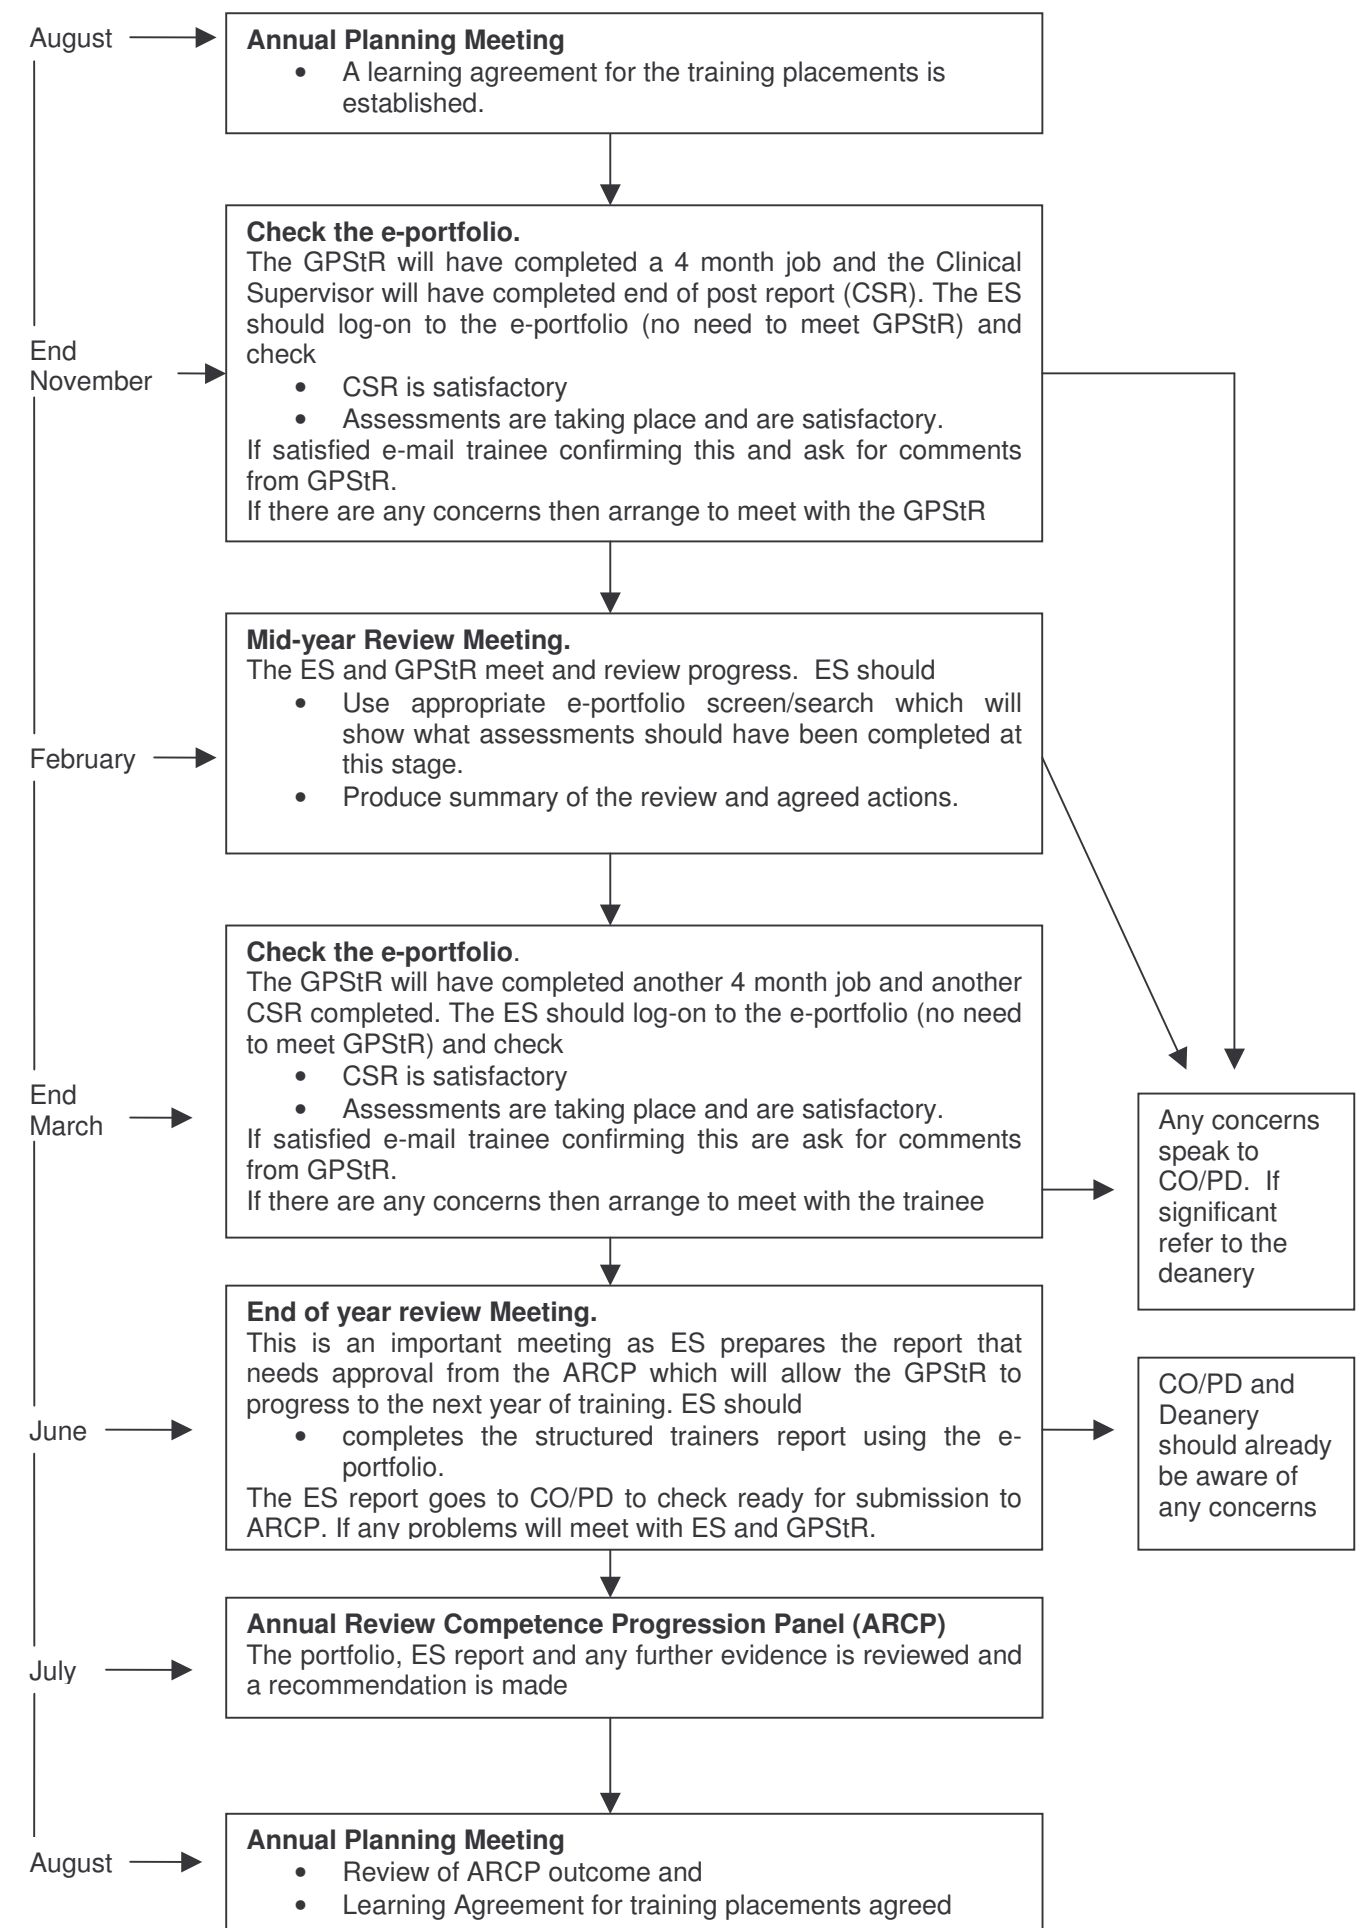 August
Annual Planning Meeting
• A learning agreement for the training placements is
established.
Check the e-portfolio.
The GPStR will have completed a 4 month job and the Clinical
Supervisor will have completed end of post report (CSR). The ES
should log-on to the e-portfolio (no need to meet GPStR) and
check
• CSR is satisfactory
• Assessments are taking place and are satisfactory.
If satisfied e-mail trainee confirming this and ask for comments
from GPStR.
If there are any concerns then arrange to meet with the GPStR
End
November
Mid-year Review Meeting.
The ES and GPStR meet and review progress. ES should
• Use appropriate e-portfolio screen/search which will
show what assessments should have been completed at
this stage.
• Produce summary of the review and agreed actions.
February
Check the e-portfolio.
The GPStR will have completed another 4 month job and another
CSR completed. The ES should log-on to the e-portfolio (no need
to meet GPStR) and check
• CSR is satisfactory
• Assessments are taking place and are satisfactory.
If satisfied e-mail trainee confirming this are ask for comments
from GPStR.
If there are any concerns then arrange to meet with the trainee
End
March
Any concerns
speak to
CO/PD. If
significant
refer to the
deanery
End of year review Meeting.
This is an important meeting as ES prepares the report that
needs approval from the ARCP which will allow the GPStR to
progress to the next year of training. ES should
• completes the structured trainers report using the e-
portfolio.
The ES report goes to CO/PD to check ready for submission to
ARCP. If any problems will meet with ES and GPStR.
June
CO/PD and
Deanery
should already
be aware of
any concerns
Annual Review Competence Progression Panel (ARCP)
The portfolio, ES report and any further evidence is reviewed and
a recommendation is made
July
Annual Planning Meeting
• Review of ARCP outcome and
• Learning Agreement for training placements agreed
August